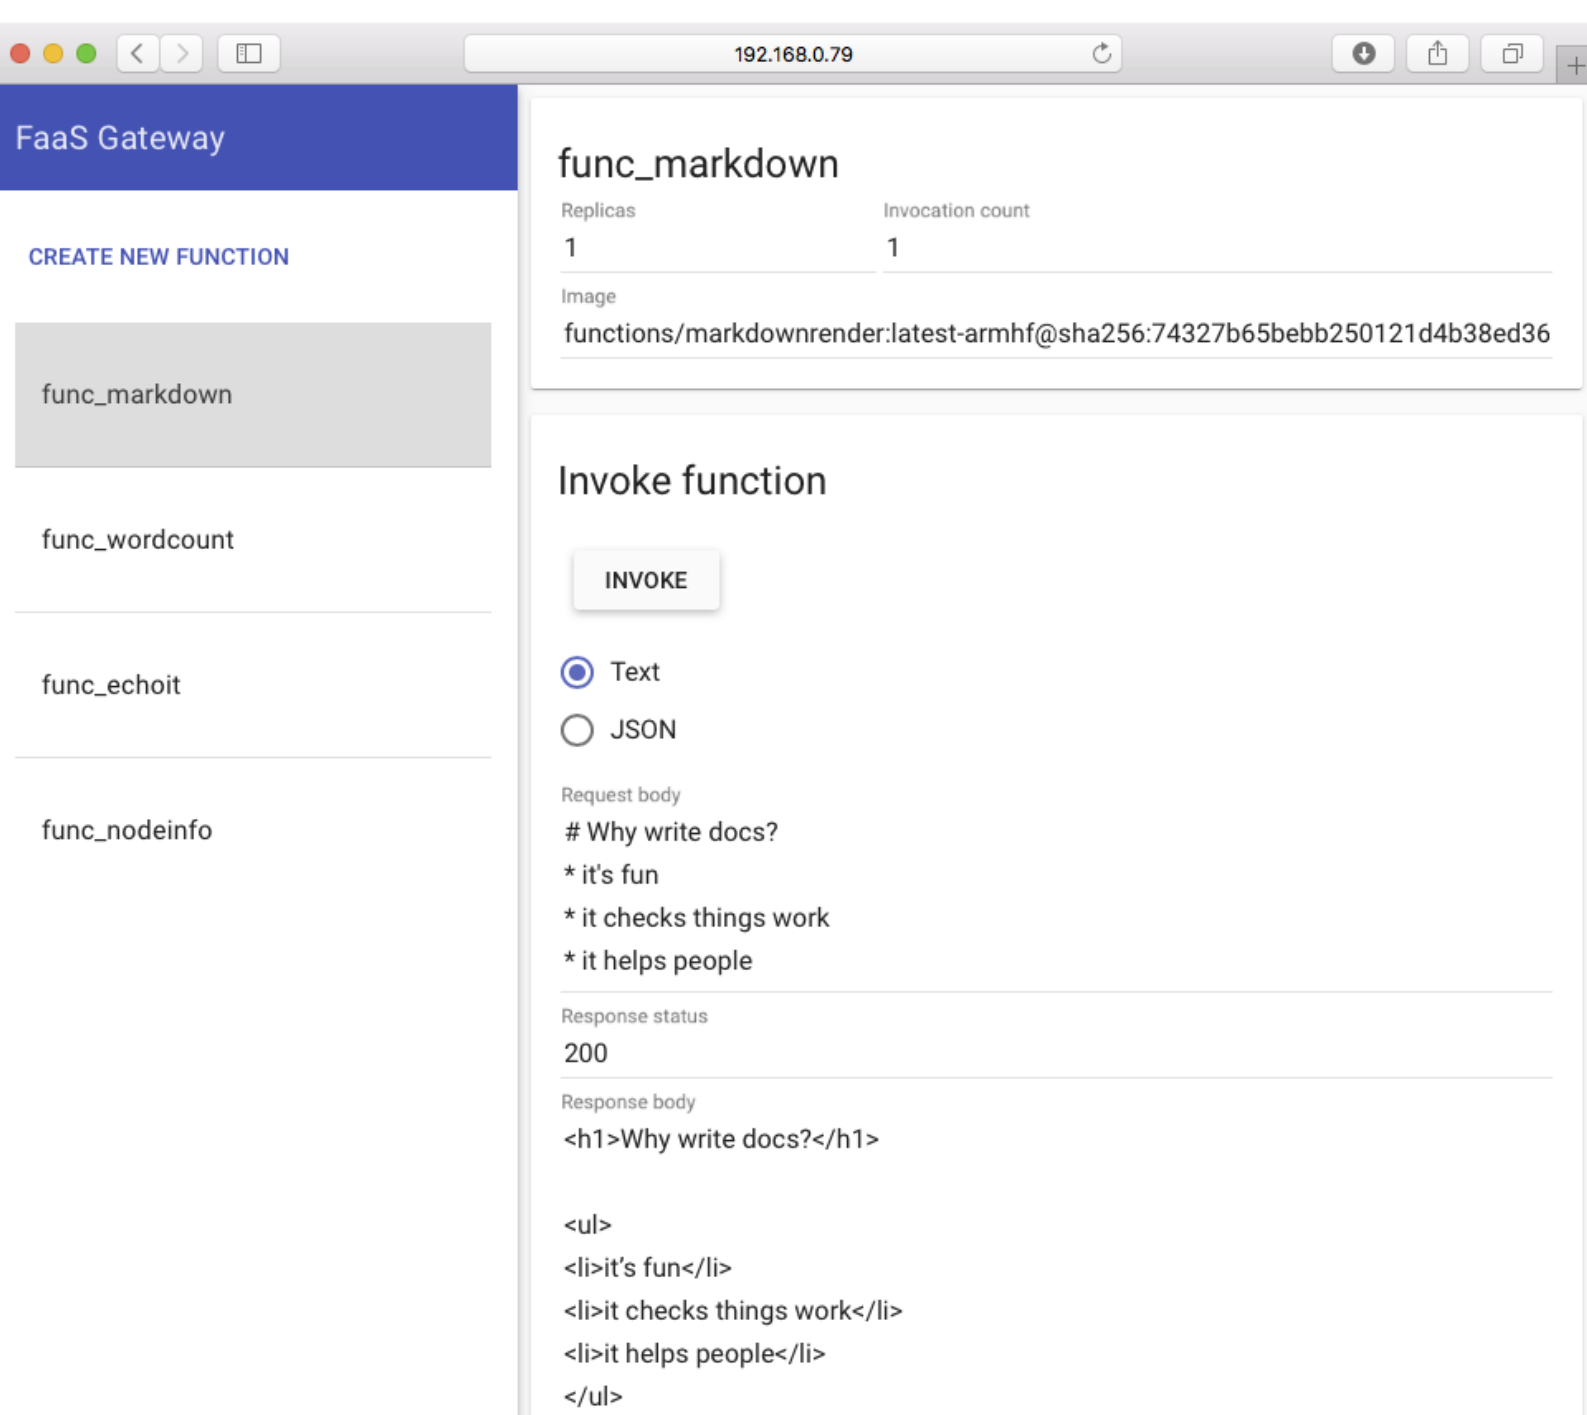 192.168.0.79
FaaS Gateway
CREATE NEW FUNCTION
func_markdown
func_wordcount
func_echoit
func_nodeinfo
func_markdown
Replicas
1
Invocation count
1
Image
functions/markdownrender:latest-armhf@sha256:74327b65bebb250121d4b38ed36
Invoke function
INVOKE
Text
JSON
Request body
# Why write docs?
* it's fun
* it checks things work
* it helps people
Response status
200
Response body
<h1>Why write docs?</h1>
<ul>
<li>it’s fun</li>
<li>it checks things work</li>
<li>it helps people</li>
</ul>